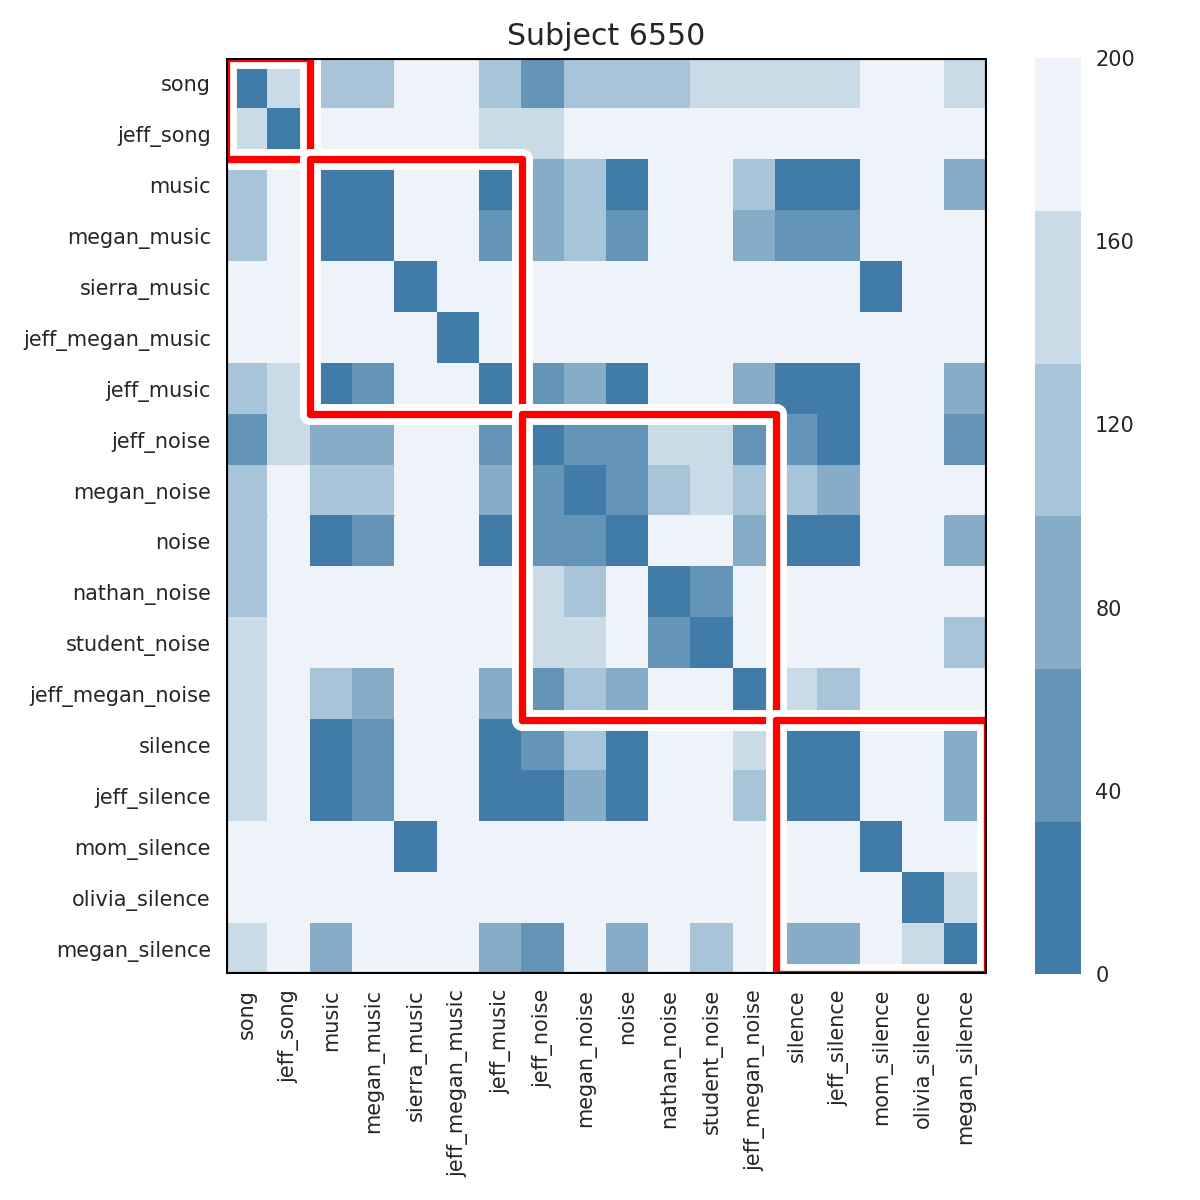 Subject 6550
song
jeff_song
music
megan_music
sierra_music
jeff_megan_music
jeff_music
jeff_noise
megan_noise
noise
nathan_noise
student_noise
jeff_megan_noise
silence
jeff_silence
mom_silence
olivia_silence
megan_silence
song
jeff_song
music
megan_music
sierra_music
jeff_megan_music
jeff_music
jeff_noise
megan_noise
noise
nathan_noise
student_noise
jeff_megan_noise
silence
jeff_silence
mom_silence
olivia_silence
megan_silence
200
160
120
80
40
0